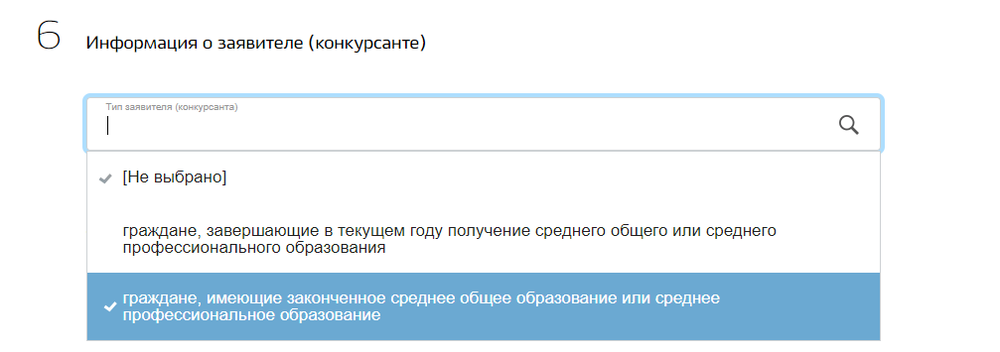 6
Информация о заявителе (конкурсанте)
Тип заявителя (конкурсанта)
[Не выбрано]
граждане, завершающие в текущем году получение среднего общего или среднего
профессионального образования
граждане, имеющие законченное среднее общее образование или среднее
профессиональное образование